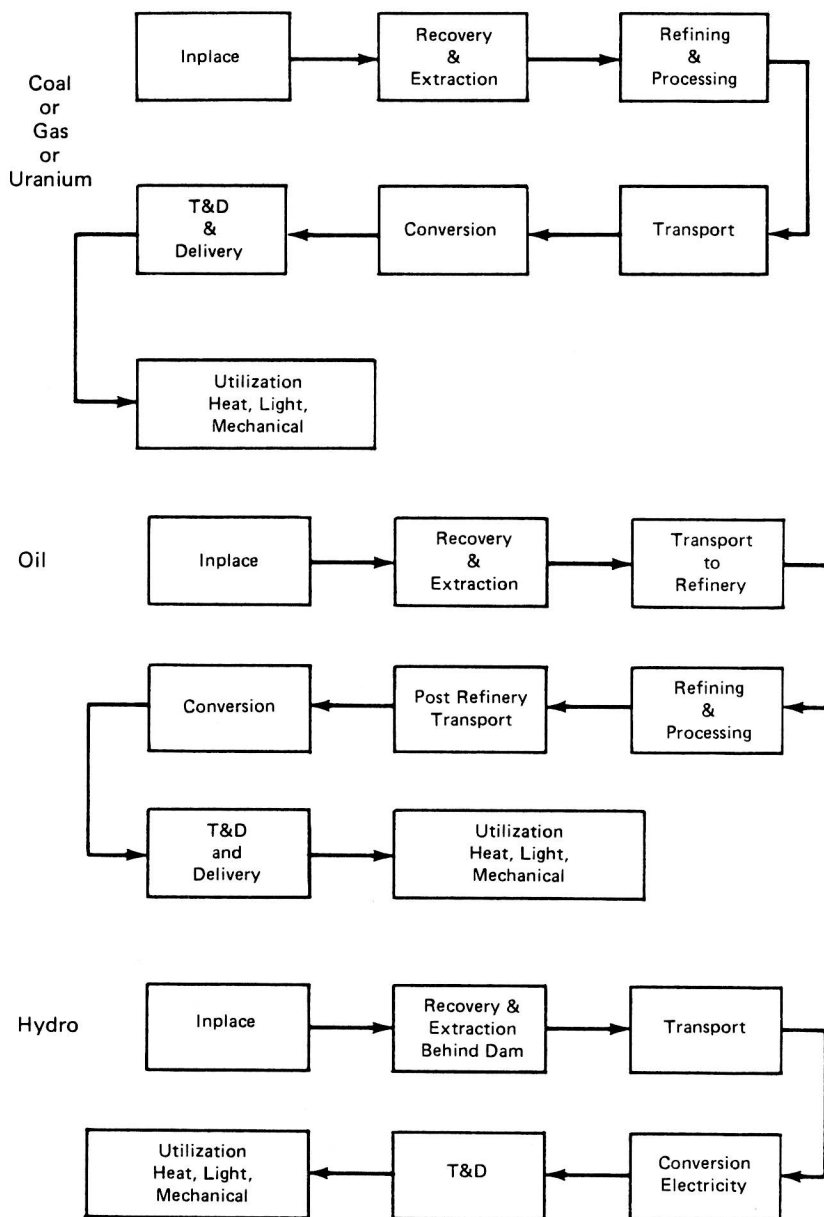 Coal
or
Gas
or
Uranium
Inplace
Recovery
&
Extraction
Refining
&
Processing
Transport
Conversion
T&D
&
Delivery
Utilization
Heat, Light,
Mechanical
Oil
Inplace
Recovery
&
Extraction
Transport
to
Refinery
Refining
&
Processing
Post Refinery
Transport
Conversion
T&D
and
Delivery
Utilization
Heat, Light,
Mechanical
Hydro
Inplace
Recovery &
Extraction
Behind Dam
Transport
Conversion
Electricity
T&D
Utilization
Heat, Light,
Mechanical